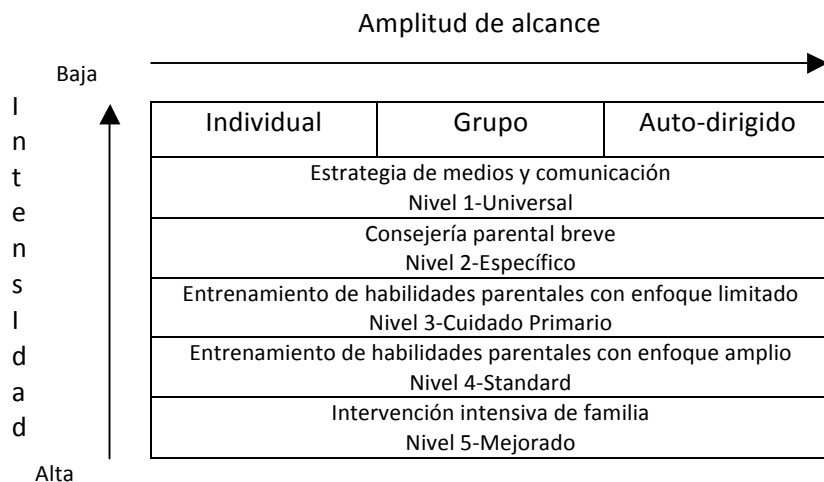 Amplitud de alcance
Baja
IntensIdad
Individual Grupo Auto-dirigido
Estrategia de medios y comunicación
Nivel 1-Universal
Consejería parental breve
Nivel 2-Específico
Entrenamiento de habilidades parentales con enfoque limitado
Nivel 3-Cuidado Primario
Entrenamiento de habilidades parentales con enfoque amplio
Nivel 4-Standard
Intervención intensiva de familia
Nivel 5-Mejorado
Alta